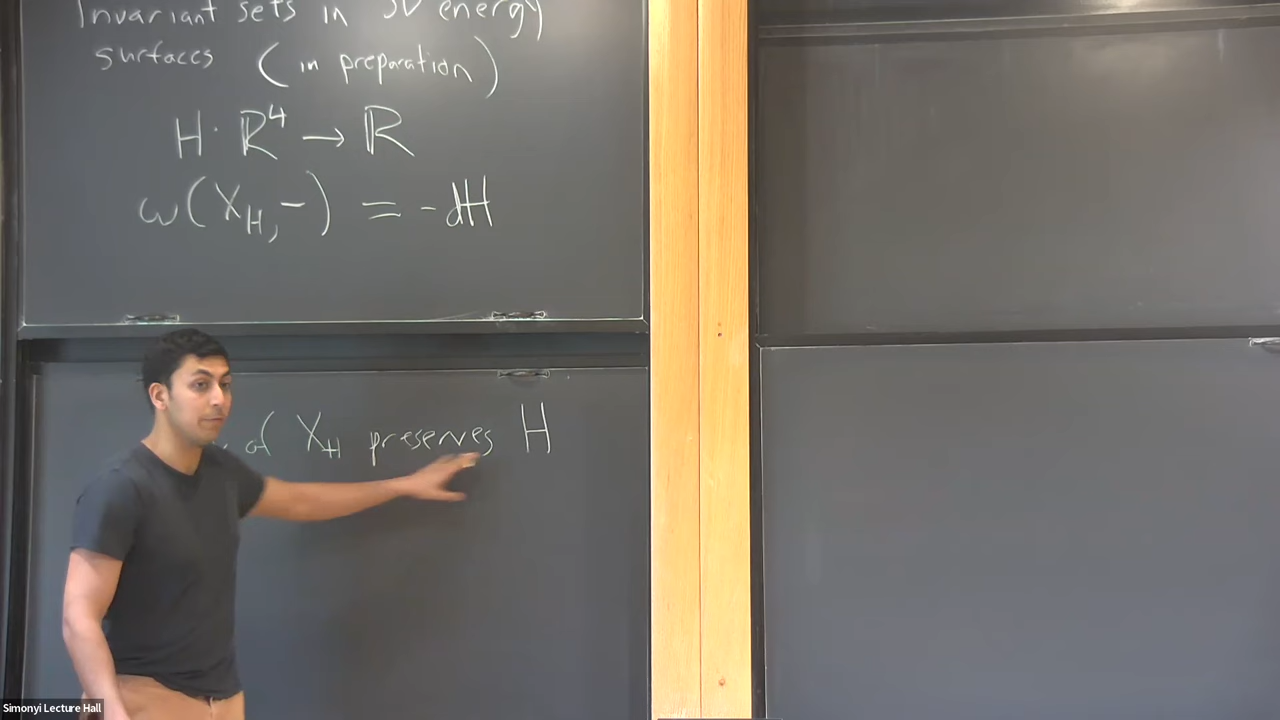 Invariant sets in 3D energy
surfaces (in preparation)
H: ℝ⁴ → ℝ
ω(X_H, -) = -dH
of X_H preserves H
Simonyi Lecture Hall